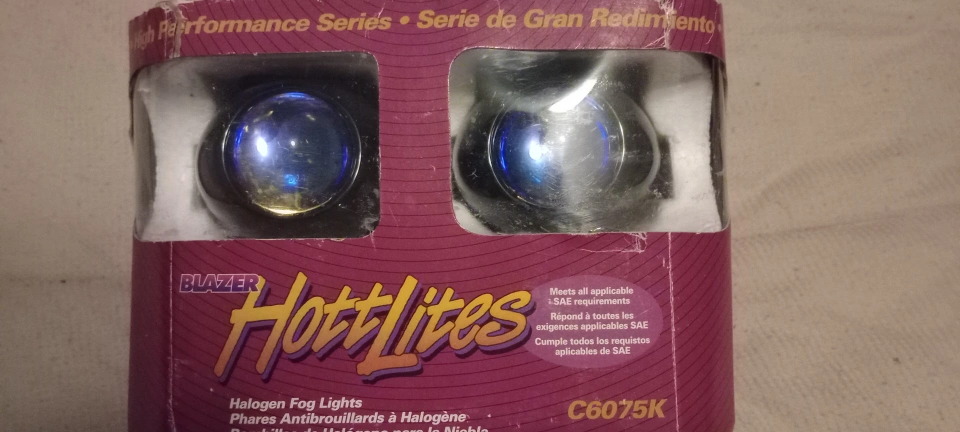 High Performance Series • Serie de Gran Redimiento •
BLAZER
HottLites
Meets all applicable
SAE requirements
Répond à toutes les
exigences applicables SAE
Cumple todos los requistos
aplicables de SAE
Halogen Fog Lights
Phares Antibrouillards à Halogène
C6075K